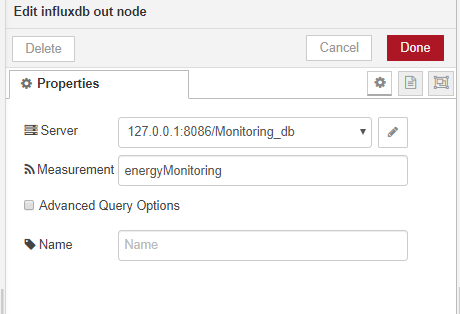 Edit influxdb out node
Delete
Cancel
Done
Properties
Server
127.0.0.1:8086/Monitoring_db
Measurement
energyMonitoring
Advanced Query Options
Name
Name